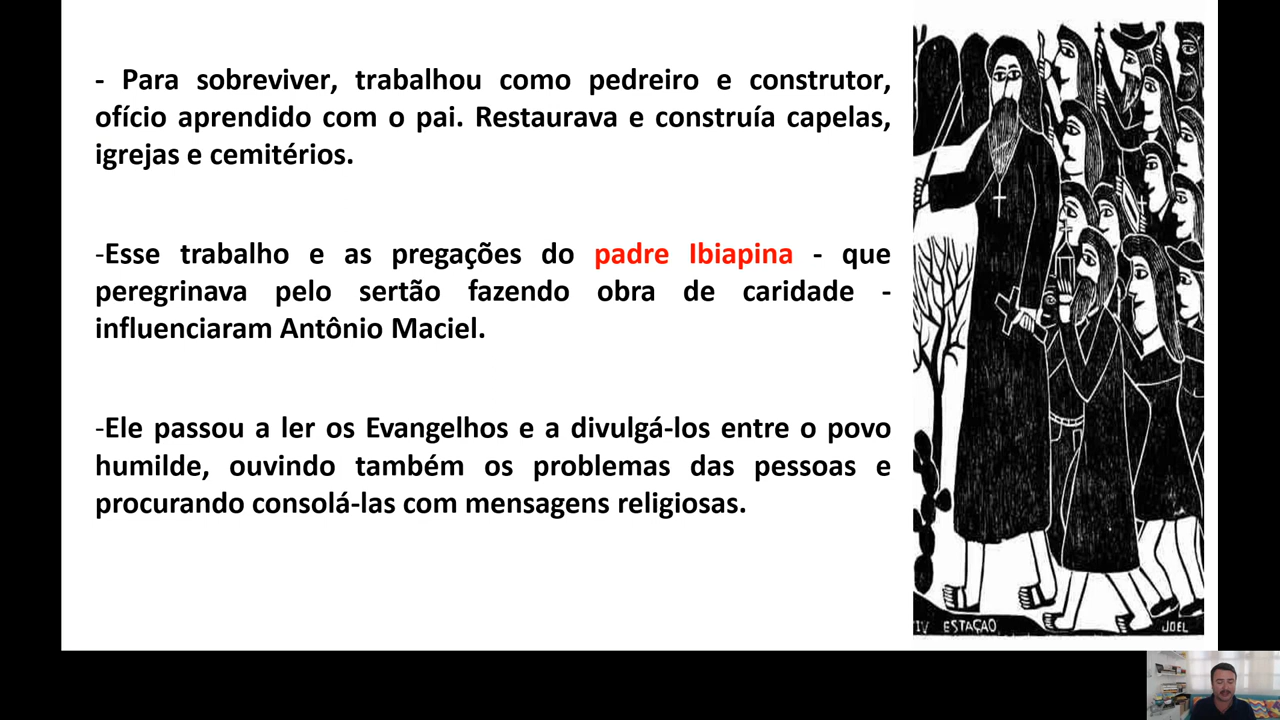 - Para sobreviver, trabalhou como pedreiro e construtor,
ofício aprendido com o pai. Restaurava e construía capelas,
igrejas e cemitérios.
-Esse trabalho e as pregações do padre Ibiapina - que
peregrinava pelo sertão fazendo obra de caridade -
influenciaram Antônio Maciel.
-Ele passou a ler os Evangelhos e a divulgá-los entre o povo
humilde, ouvindo também os problemas das pessoas e
procurando consolá-las com mensagens religiosas.
IV ESTAÇAO JOEL